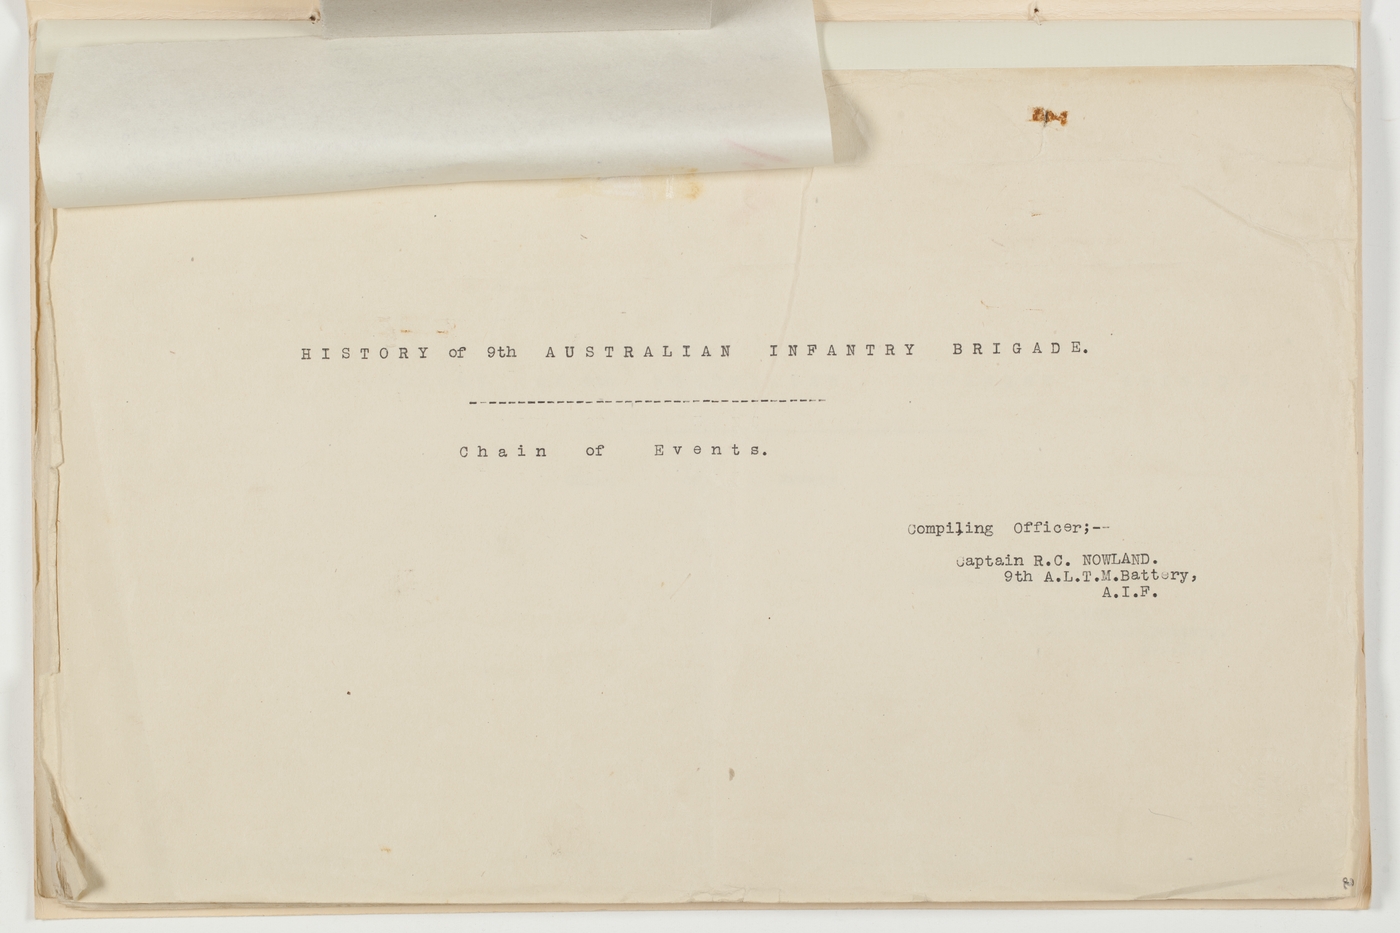 HISTORY of 9th AUSTRALIAN INFANTRY BRIGADE.
------------------------------------
Chain of Events.
Compiling Officer;--
Captain R.C. NOWLAND.
9th A.L.T.M.Battery,
A.I.F.